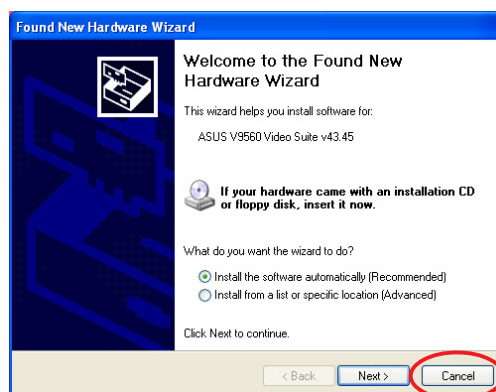 Found New Hardware Wizard
Welcome to the Found New
Hardware Wizard
This wizard helps you install software for:
ASUS V9560 Video Suite v43.45
If your hardware came with an installation CD
or floppy disk, insert it now.
What do you want the wizard to do?
Install the software automatically (Recommended)
Install from a list or specific location (Advanced)
Click Next to continue.
< Back Next > Cancel